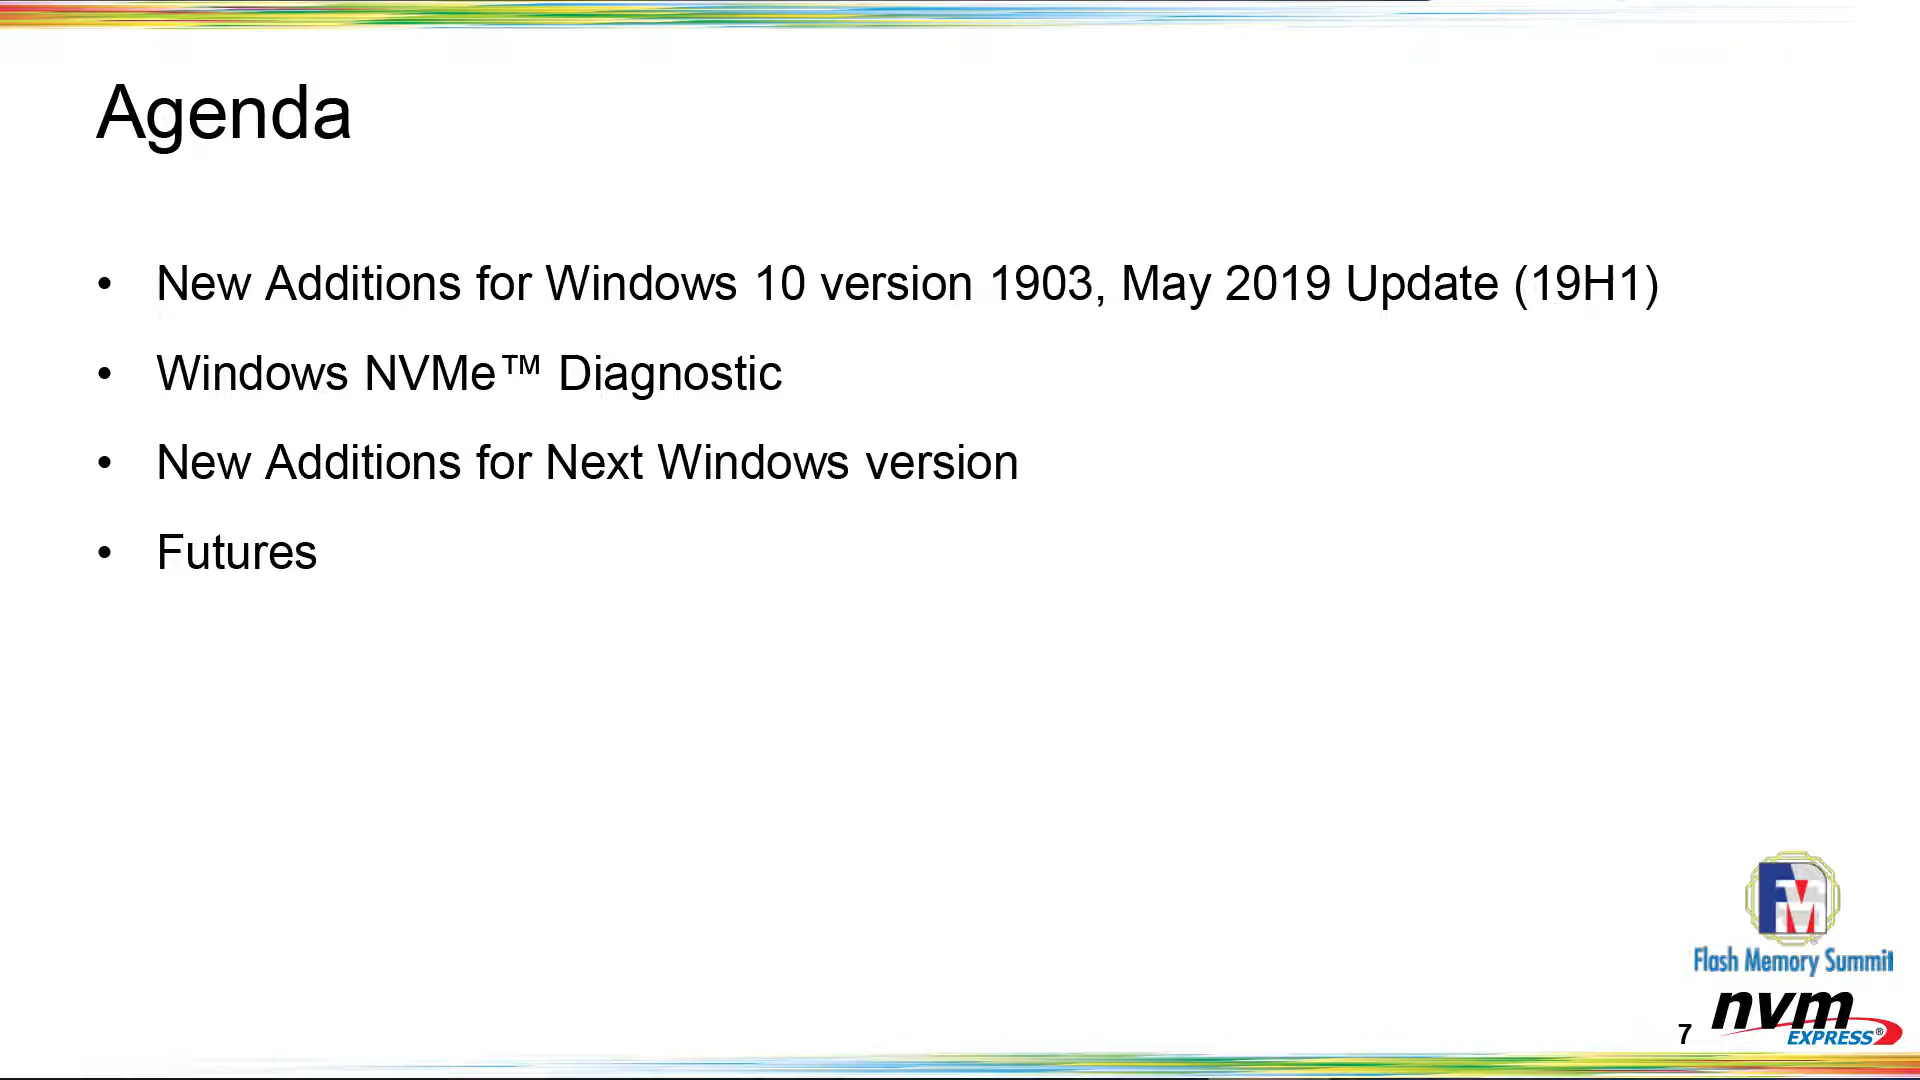 Agenda
• New Additions for Windows 10 version 1903, May 2019 Update (19H1)
• Windows NVMe™ Diagnostic
• New Additions for Next Windows version
• Futures
FMS
Flash Memory Summit
nvm
EXPRESS®
7